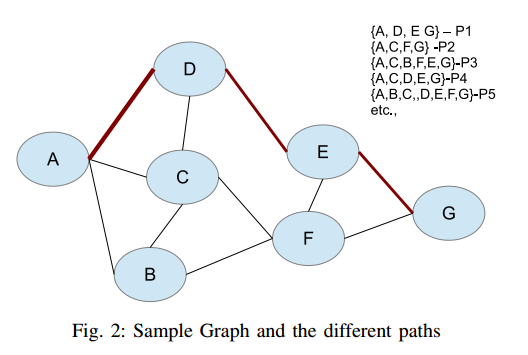 {A, D, E G} – P1
{A,C,F,G} -P2
{A,C,B,F,E,G}-P3
{A,C,D,E,G}-P4
{A,B,C,,D,E,F,G}-P5
etc.,
D
A
E
C
G
F
B
Fig. 2: Sample Graph and the different paths